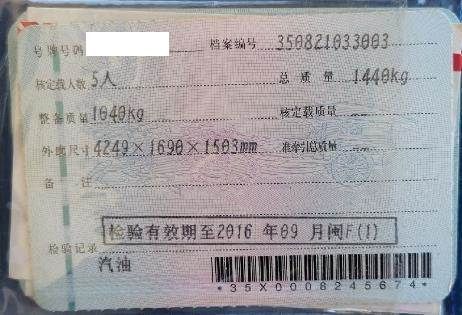 号牌号码 档案编号 350821033003
核定载人数 5人 总质量 1440kg
整备质量 1040kg 核定载质量 --
外廓尺寸 4249×1690×1503mm 准牵引总质量 --
备注
检验有效期至2016年09月闽F(1)
检验记录
汽油
*35X0008245674*